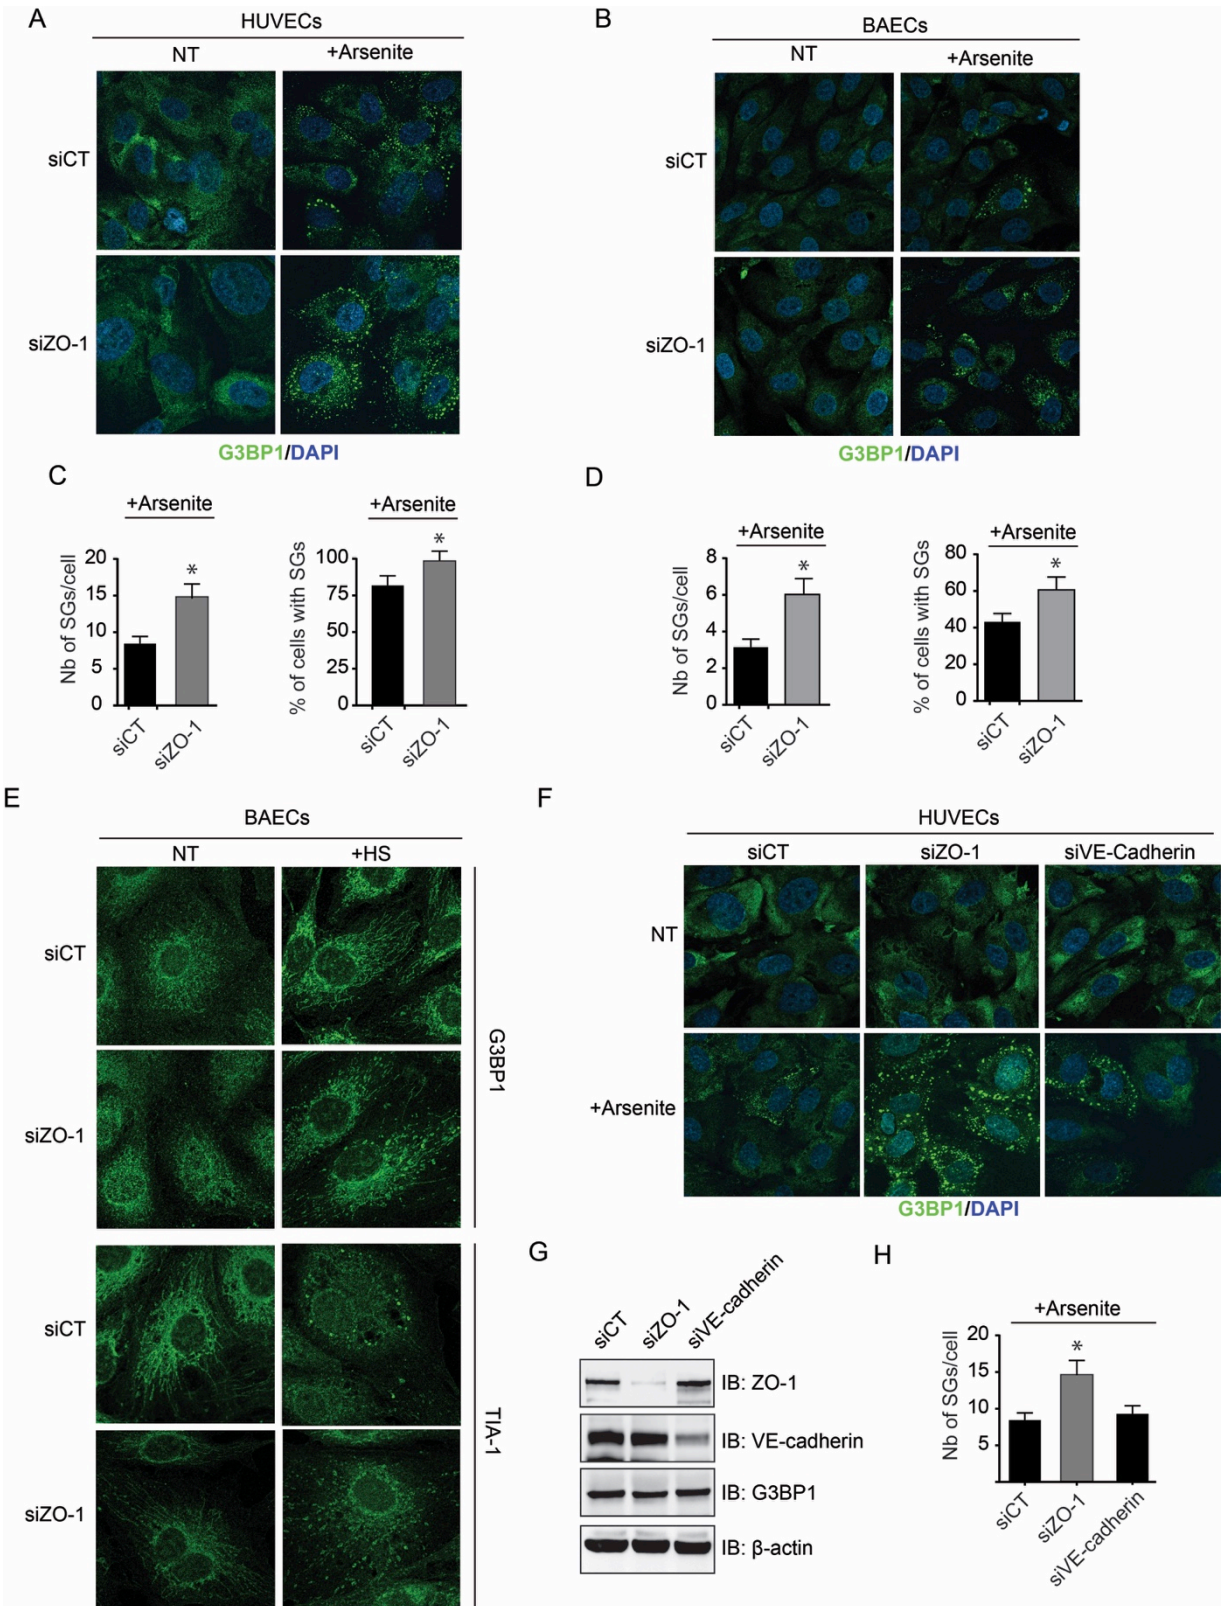 A
HUVECs
NT
+Arsenite
siCT
siZO-1
G3BP1/DAPI
B
BAECs
NT
+Arsenite
siCT
siZO-1
G3BP1/DAPI
C
+Arsenite
Nb of SGs/cell
20
15
10
5
0
*
siCT
siZO-1
+Arsenite
% of cells with SGs
100
75
50
25
0
*
siCT
siZO-1
D
+Arsenite
Nb of SGs/cell
8
6
4
2
0
*
siCT
siZO-1
+Arsenite
% of cells with SGs
80
60
40
20
0
*
siCT
siZO-1
E
BAECs
NT
+HS
siCT
siZO-1
G3BP1
siCT
siZO-1
TIA-1
F
HUVECs
siCT
siZO-1
siVE-Cadherin
NT
+Arsenite
G3BP1/DAPI
G
siCT
siZO-1
siVE-cadherin
IB: ZO-1
IB: VE-cadherin
IB: G3BP1
IB: β-actin
H
+Arsenite
Nb of SGs/cell
20
15
10
5
*
siCT
siZO-1
siVE-cadherin